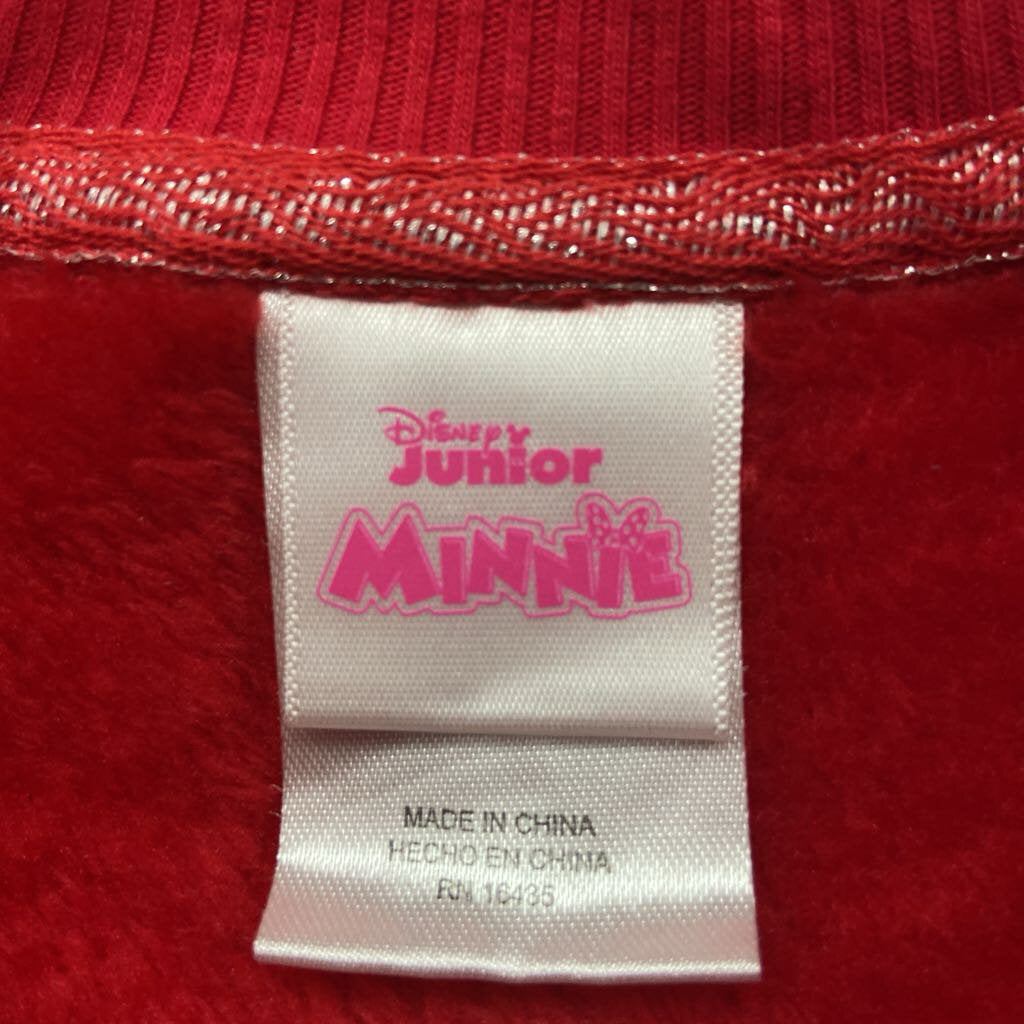 Disney
Junior
MINNIE
MADE IN CHINA
HECHO EN CHINA
RN 16435